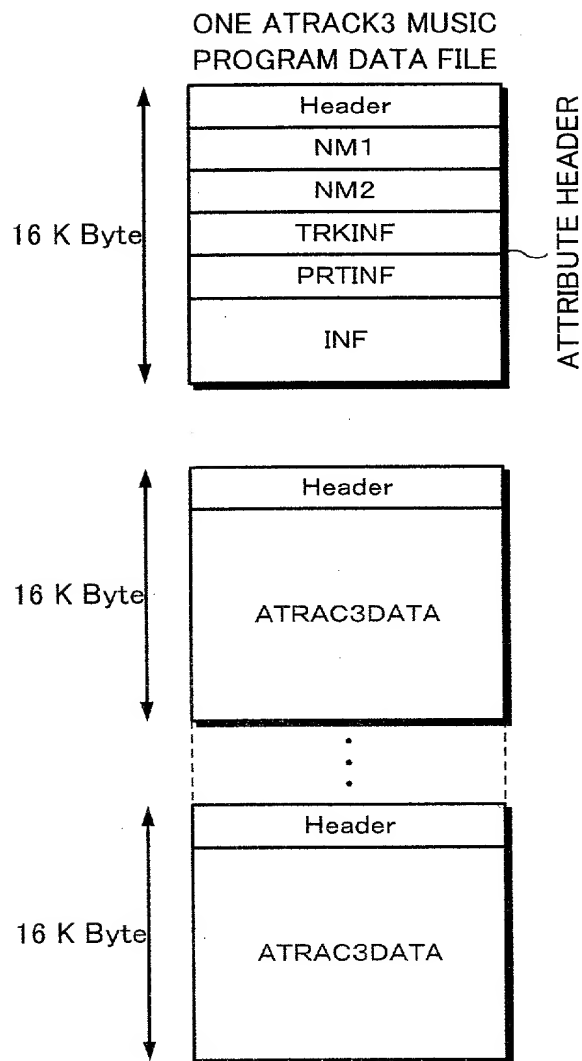 ONE ATRACK3 MUSIC
PROGRAM DATA FILE
Header
NM1
NM2
TRKINF
PRTINF
INF
16 K Byte
ATTRIBUTE HEADER
Header
ATRAC3DATA
16 K Byte
Header
ATRAC3DATA
16 K Byte